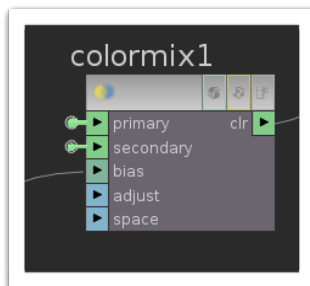 colormix1
primary clr
secondary
bias
adjust
space